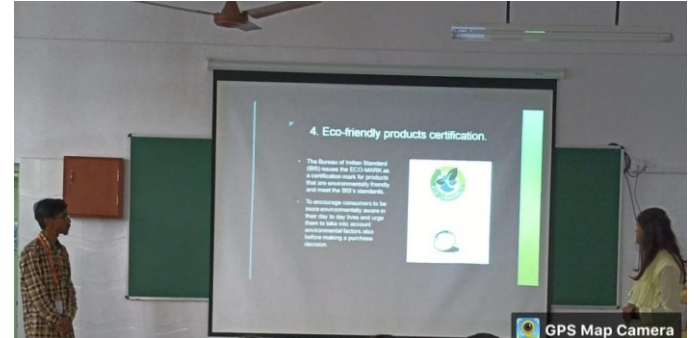 4. Eco-friendly products certification.
The Bureau of Indian Standard
(BIS) issues the ECO-MARK as
a certification mark for products
that are environmentally friendly
and meet the BIS's standards.
To encourage consumers to be
more environmentally aware in
their day to day lives and urge
them to take into account
environmental factors also
before making a purchase
decision.
GPS Map Camera